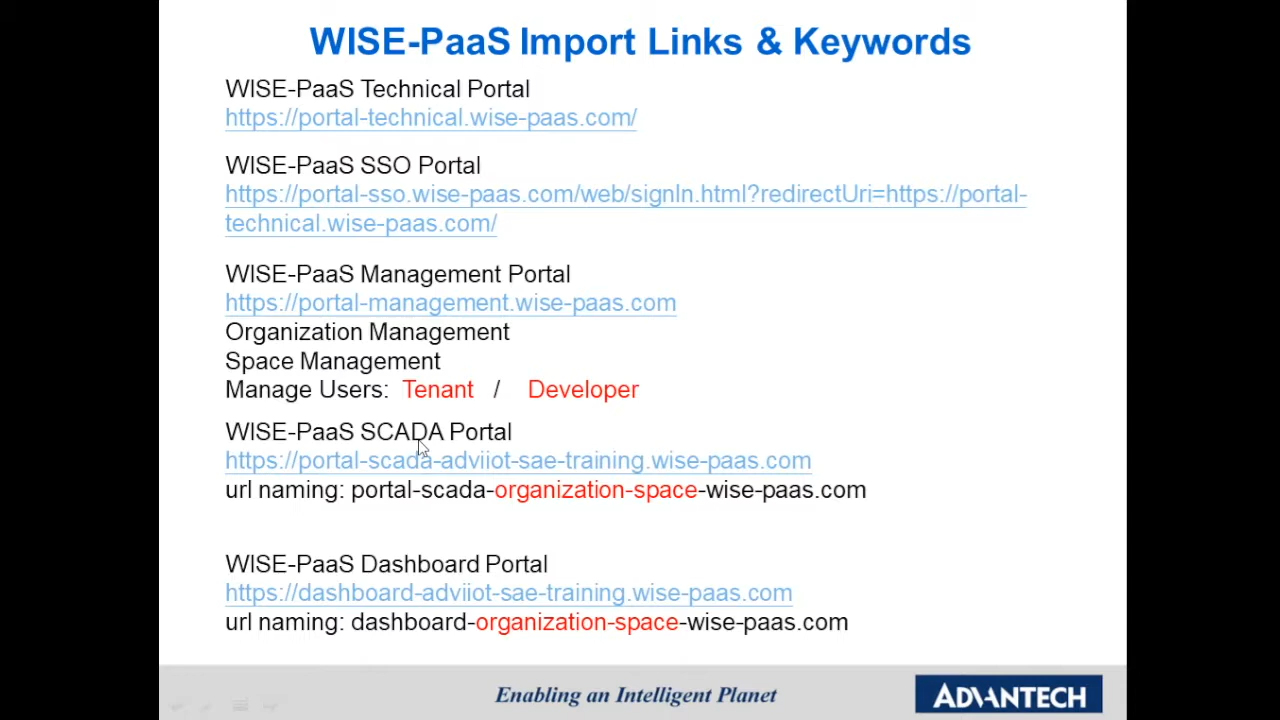 WISE-PaaS Import Links & Keywords
WISE-PaaS Technical Portal
https://portal-technical.wise-paas.com/
WISE-PaaS SSO Portal
https://portal-sso.wise-paas.com/web/signIn.html?redirectUri=https://portal-
technical.wise-paas.com/
WISE-PaaS Management Portal
https://portal-management.wise-paas.com
Organization Management
Space Management
Manage Users: Tenant / Developer
WISE-PaaS SCADA Portal
https://portal-scada-adviiot-sae-training.wise-paas.com
url naming: portal-scada-organization-space-wise-paas.com
WISE-PaaS Dashboard Portal
https://dashboard-adviiot-sae-training.wise-paas.com
url naming: dashboard-organization-space-wise-paas.com
Enabling an Intelligent Planet
ADVANTECH